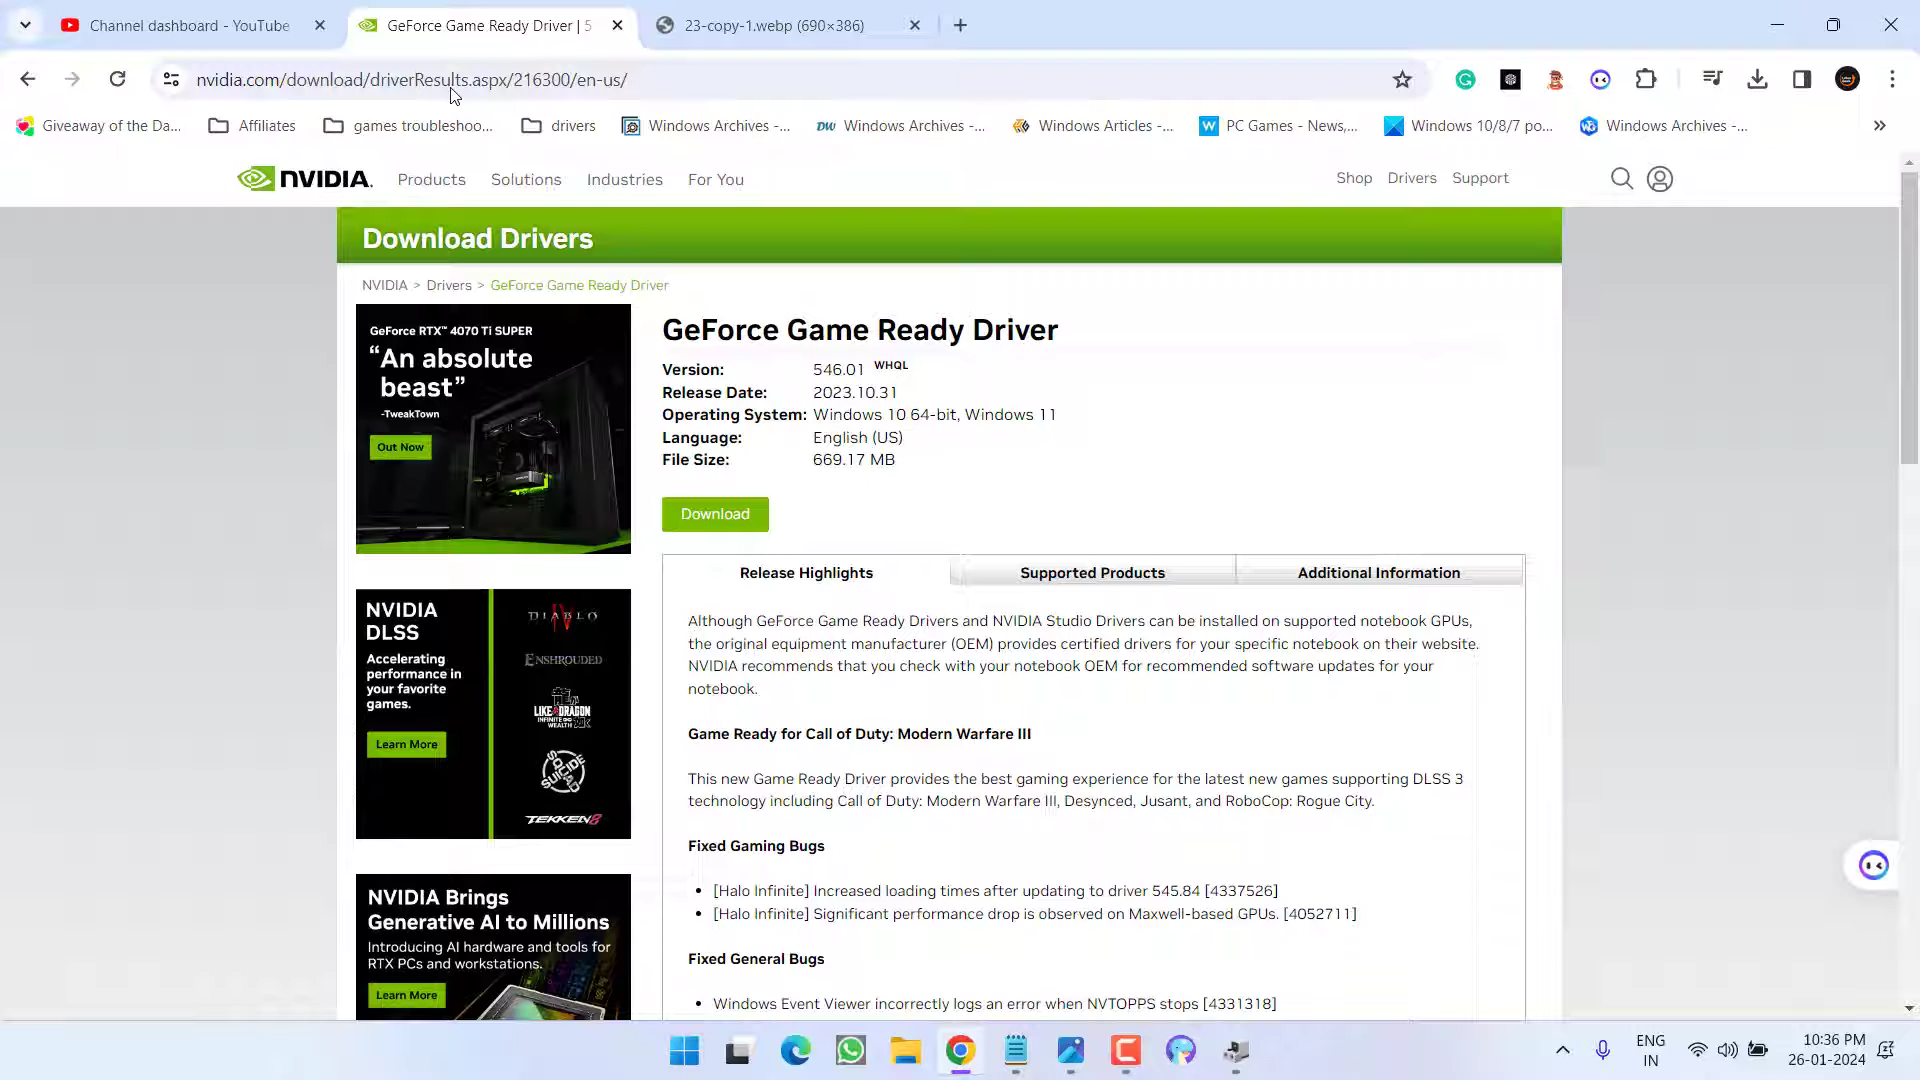 Channel dashboard - YouTube
GeForce Game Ready Driver | 5
23-copy-1.webp (690×386)
nvidia.com/download/driverResults.aspx/216300/en-us/
Giveaway of the Da...
Affiliates
games troubleshoo...
drivers
Windows Archives -...
DW
Windows Archives -...
Windows Articles -...
W
PC Games - News,...
Windows 10/8/7 po...
Windows Archives -...
NVIDIA.
Products
Solutions
Industries
For You
Shop
Drivers
Support
Download Drivers
NVIDIA > Drivers > GeForce Game Ready Driver
GeForce RTX™ 4070 Ti SUPER
“An absolute
beast”
-TweakTown
Out Now
GeForce Game Ready Driver
Version: 546.01 WHQL
Release Date: 2023.10.31
Operating System: Windows 10 64-bit, Windows 11
Language: English (US)
File Size: 669.17 MB
Download
Release Highlights
Supported Products
Additional Information
Although GeForce Game Ready Drivers and NVIDIA Studio Drivers can be installed on supported notebook GPUs,
the original equipment manufacturer (OEM) provides certified drivers for your specific notebook on their website.
NVIDIA recommends that you check with your notebook OEM for recommended software updates for your
notebook.
Game Ready for Call of Duty: Modern Warfare III
This new Game Ready Driver provides the best gaming experience for the latest new games supporting DLSS 3
technology including Call of Duty: Modern Warfare III, Desynced, Jusant, and RoboCop: Rogue City.
Fixed Gaming Bugs
• [Halo Infinite] Increased loading times after updating to driver 545.84 [4337526]
• [Halo Infinite] Significant performance drop is observed on Maxwell-based GPUs. [4052711]
Fixed General Bugs
• Windows Event Viewer incorrectly logs an error when NVTOPPS stops [4331318]
NVIDIA
DLSS
Accelerating
performance in
your favorite
games.
Learn More
DIABLO
IV
ENSHROUDED
LIKE A DRAGON
INFINITE WEALTH
SUICIDE
SQUAD
TEKKEN 8
NVIDIA Brings
Generative AI to Millions
Introducing AI hardware and tools for
RTX PCs and workstations.
Learn More
ENG
IN
10:36 PM
26-01-2024